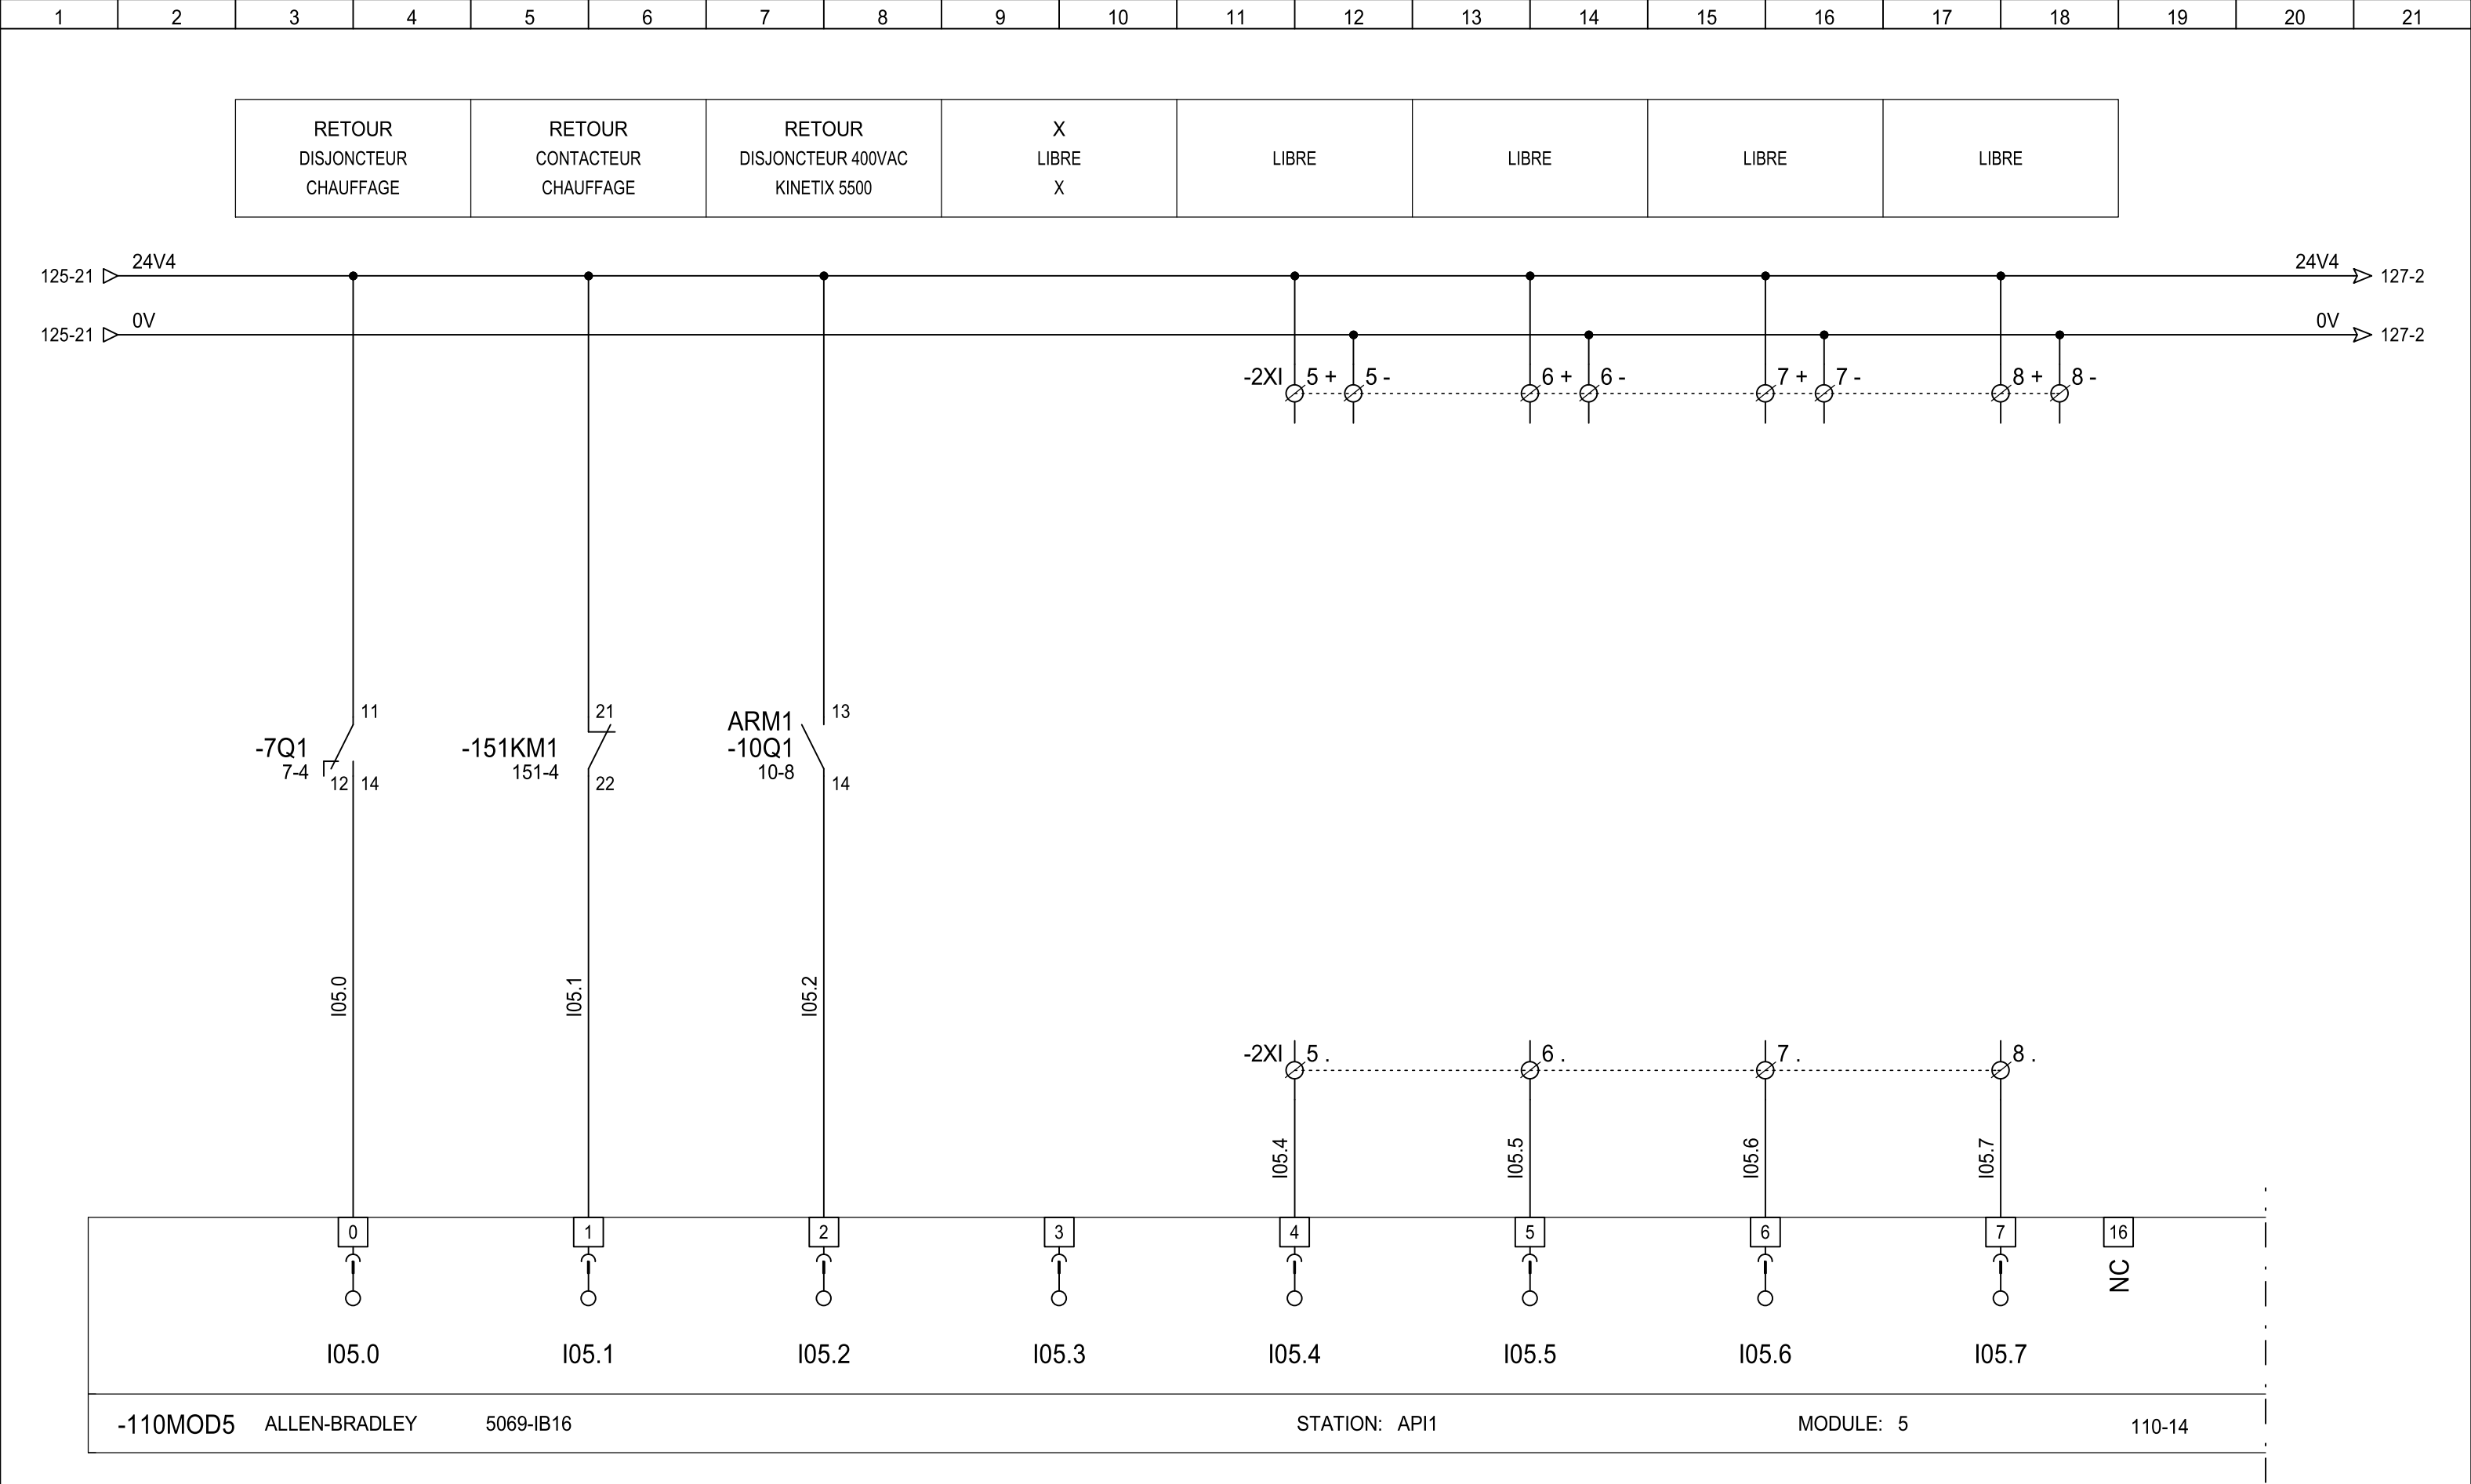 1 2 3 4 5 6 7 8 9 10 11 12 13 14 15 16 17 18 19 20 21
RETOUR
DISJONCTEUR
CHAUFFAGE
RETOUR
CONTACTEUR
CHAUFFAGE
RETOUR
DISJONCTEUR 400VAC
KINETIX 5500
X
LIBRE
X
LIBRE
LIBRE
LIBRE
LIBRE
125-21 24V4 24V4 127-2
125-21 0V 0V 127-2
-2XI 5 + 5 - 6 + 6 - 7 + 7 - 8 + 8 -
11
-7Q1
7-4
12 14
21
-151KM1
151-4
22
ARM1 13
-10Q1
10-8
14
I05.0
I05.1
I05.2
-2XI 5 . 6 . 7 . 8 .
I05.4
I05.5
I05.6
I05.7
0 1 2 3 4 5 6 7 16
NC
I05.0 I05.1 I05.2 I05.3 I05.4 I05.5 I05.6 I05.7
-110MOD5 ALLEN-BRADLEY 5069-IB16 STATION: API1 MODULE: 5 110-14